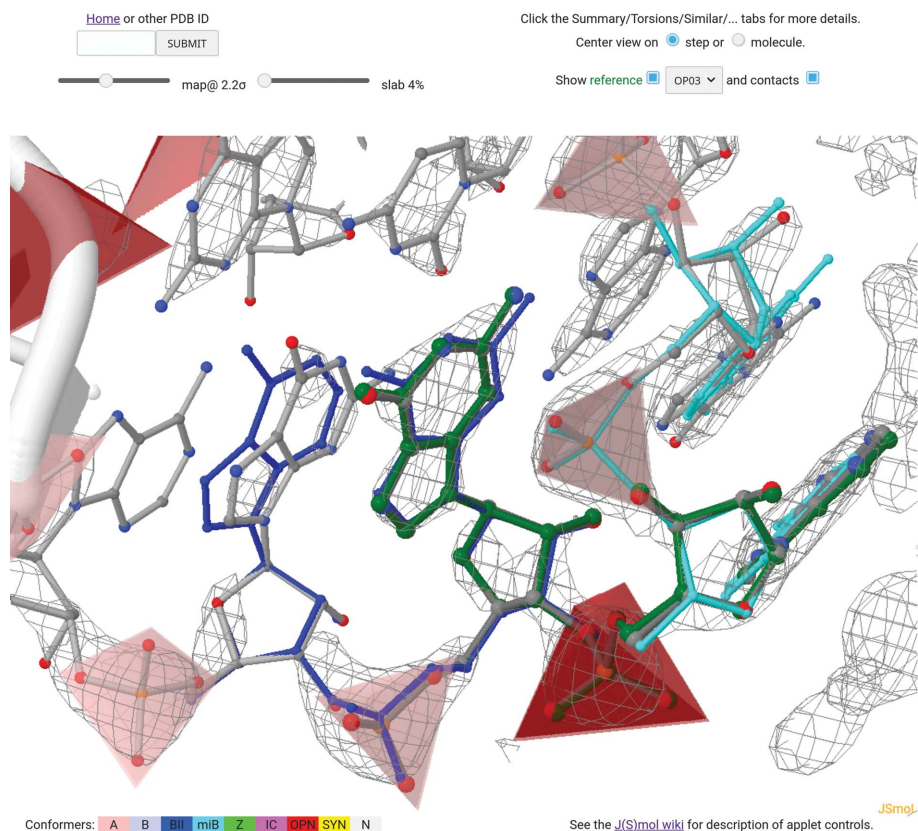 Home or other PDB ID
SUBMIT
map@ 2.2σ
slab 4%
Click the Summary/Torsions/Similar/... tabs for more details.
Center view on step or molecule.
Show reference OP03 and contacts
JSmol
Conformers: A B BII miB Z IC OPN SYN N
See the J(S)mol wiki for description of applet controls.